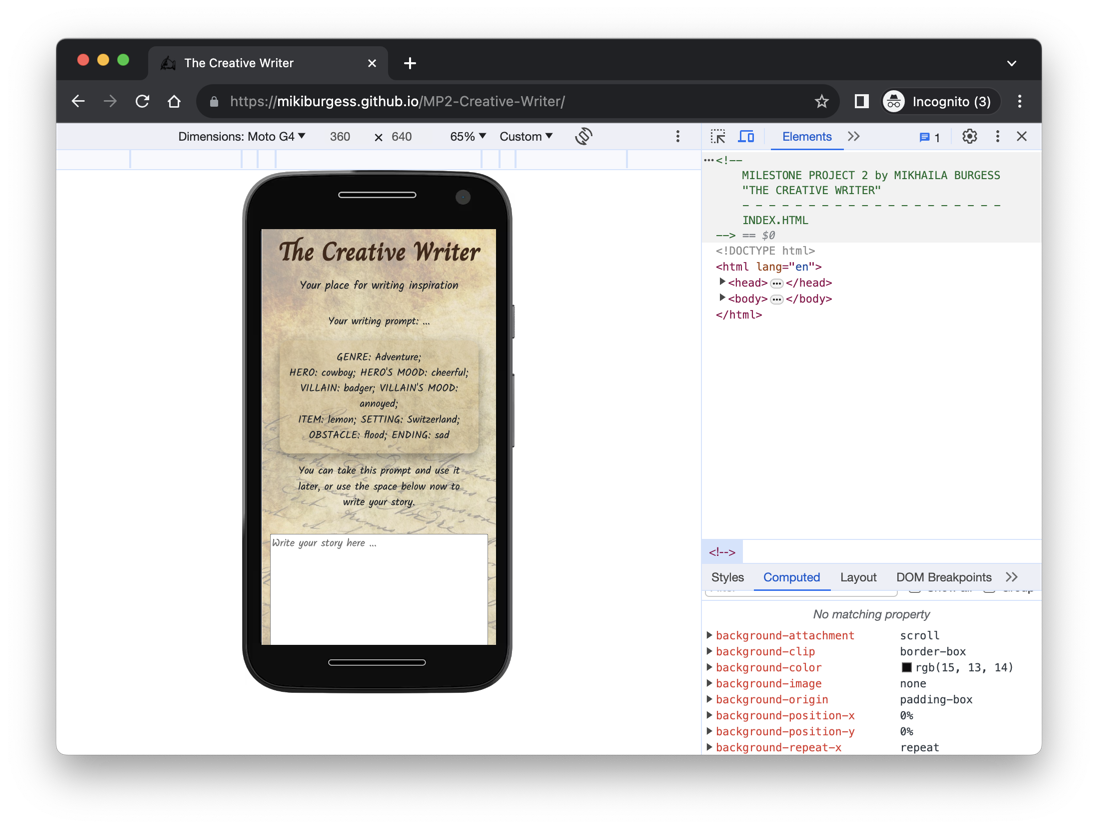 The Creative Writer
https://mikiburgess.github.io/MP2-Creative-Writer/
Incognito (3)
Dimensions: Moto G4 360 × 640 65% Custom
Elements 1
<!--
MILESTONE PROJECT 2 by MIKHAILA BURGESS
"THE CREATIVE WRITER"
- - - - - - - - - - - - - - - - - - - -
INDEX.HTML
--> == $0
<!DOCTYPE html>
<html lang="en">
<head> ... </head>
<body> ... </body>
</html>
The Creative Writer
Your place for writing inspiration
Your writing prompt: ...
GENRE: Adventure;
HERO: cowboy; HERO'S MOOD: cheerful;
VILLAIN: badger; VILLAIN'S MOOD:
annoyed;
ITEM: lemon; SETTING: Switzerland;
OBSTACLE: flood; ENDING: sad
You can take this prompt and use it
later, or use the space below now to
write your story.
Write your story here ...
<!-->
Styles Computed Layout DOM Breakpoints
No matching property
background-attachment scroll
background-clip border-box
background-color rgb(15, 13, 14)
background-image none
background-origin padding-box
background-position-x 0%
background-position-y 0%
background-repeat-x repeat